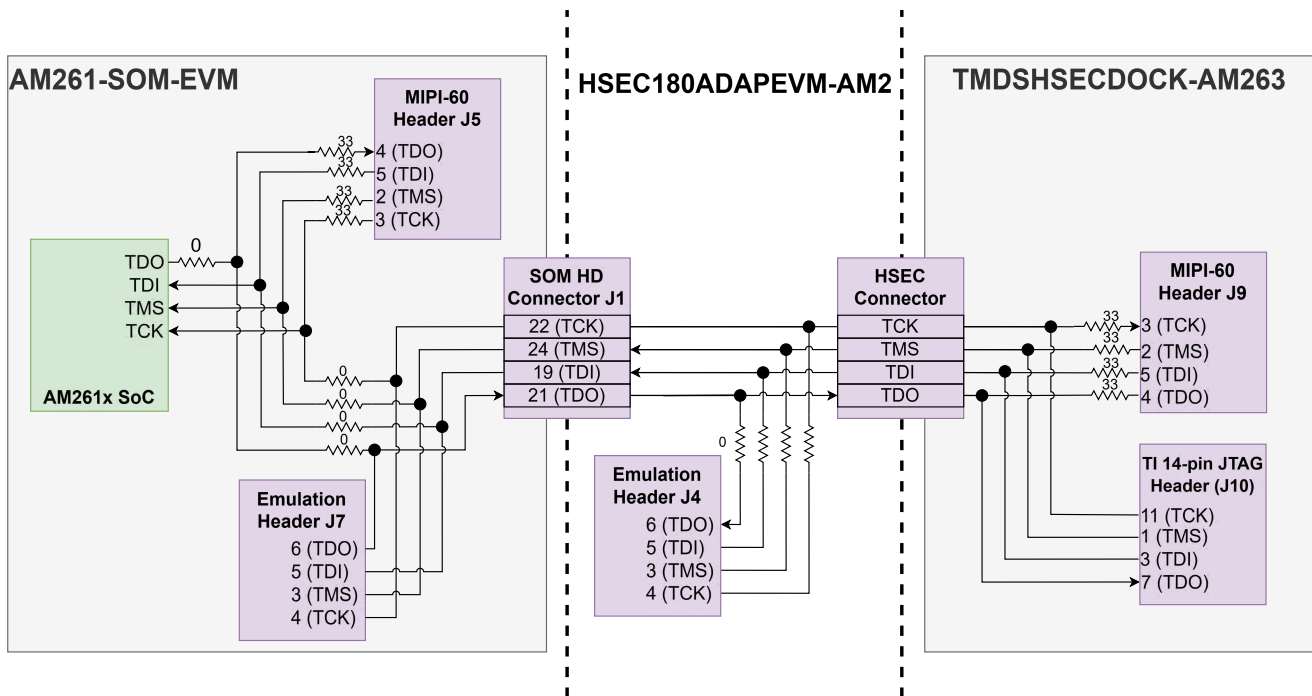 AM261-SOM-EVM
HSEC180ADAPEVM-AM2
TMDSHSECDOCK-AM263
MIPI-60
Header J5
33
4 (TDO)
33
5 (TDI)
33
2 (TMS)
33
3 (TCK)
0
TDO
TDI
TMS
TCK
AM261x SoC
0
0
0
0
SOM HD
Connector J1
22 (TCK)
24 (TMS)
19 (TDI)
21 (TDO)
HSEC
Connector
TCK
TMS
TDI
TDO
MIPI-60
Header J9
33
3 (TCK)
33
2 (TMS)
33
5 (TDI)
33
4 (TDO)
Emulation
Header J7
6 (TDO)
5 (TDI)
3 (TMS)
4 (TCK)
0
Emulation
Header J4
6 (TDO)
5 (TDI)
3 (TMS)
4 (TCK)
TI 14-pin JTAG
Header (J10)
11 (TCK)
1 (TMS)
3 (TDI)
7 (TDO)